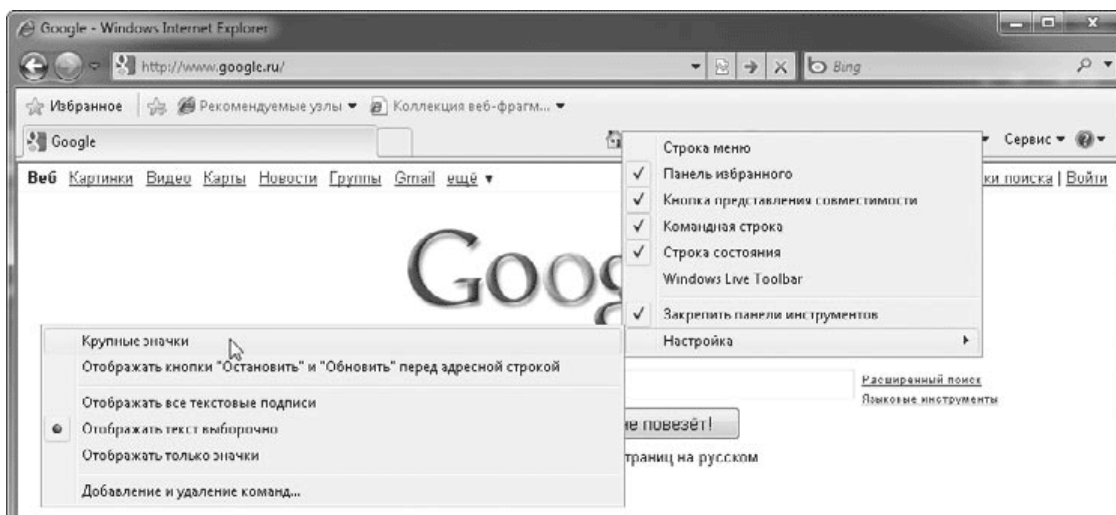 Google - Windows Internet Explorer
http://www.google.ru/
Bing
Избранное
Рекомендуемые узлы
Коллекция веб-фрагм...
Google
Сервис
Веб Картинки Видео Карты Новости Группы Gmail ещё
ки поиска | Войти
Строка меню
Панель избранного
Кнопка представления совместимости
Командная строка
Строка состояния
Windows Live Toolbar
Закрепить панели инструментов
Настройка
Goog
Крупные значки
Отображать кнопки "Остановить" и "Обновить" перед адресной строкой
Отображать все текстовые подписи
Отображать текст выборочно
Отображать только значки
Добавление и удаление команд...
Расширенный поиск
Языковые инструменты
не повезёт!
траниц на русском